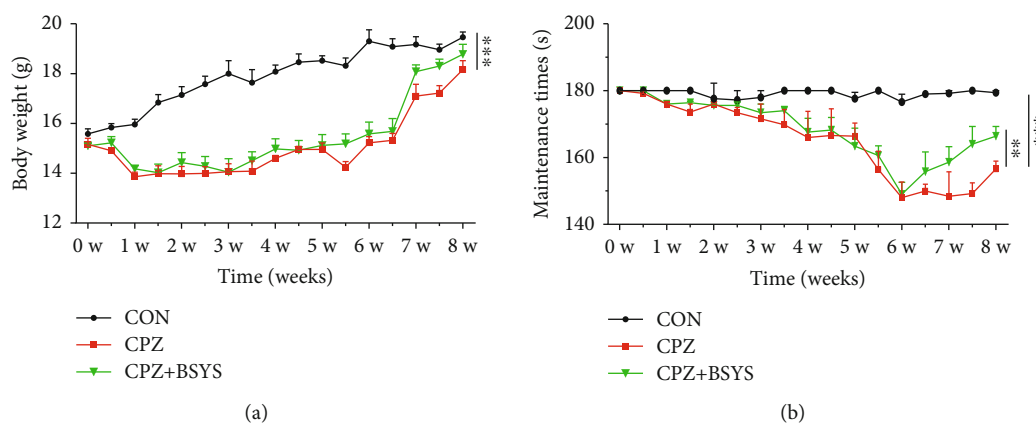 20
18
16
14
12
Body weight (g)
***
0 w 1 w 2 w 3 w 4 w 5 w 6 w 7 w 8 w
Time (weeks)
CON
CPZ
CPZ+BSYS
(a)
200
180
160
140
Maintenance times (s)
**
0 w 1 w 2 w 3 w 4 w 5 w 6 w 7 w 8 w
Time (weeks)
CON
CPZ
CPZ+BSYS
(b)